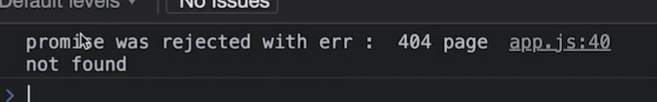 Default levels ▾ No Issues
promise was rejected with err :  404 page app.js:40
not found
>